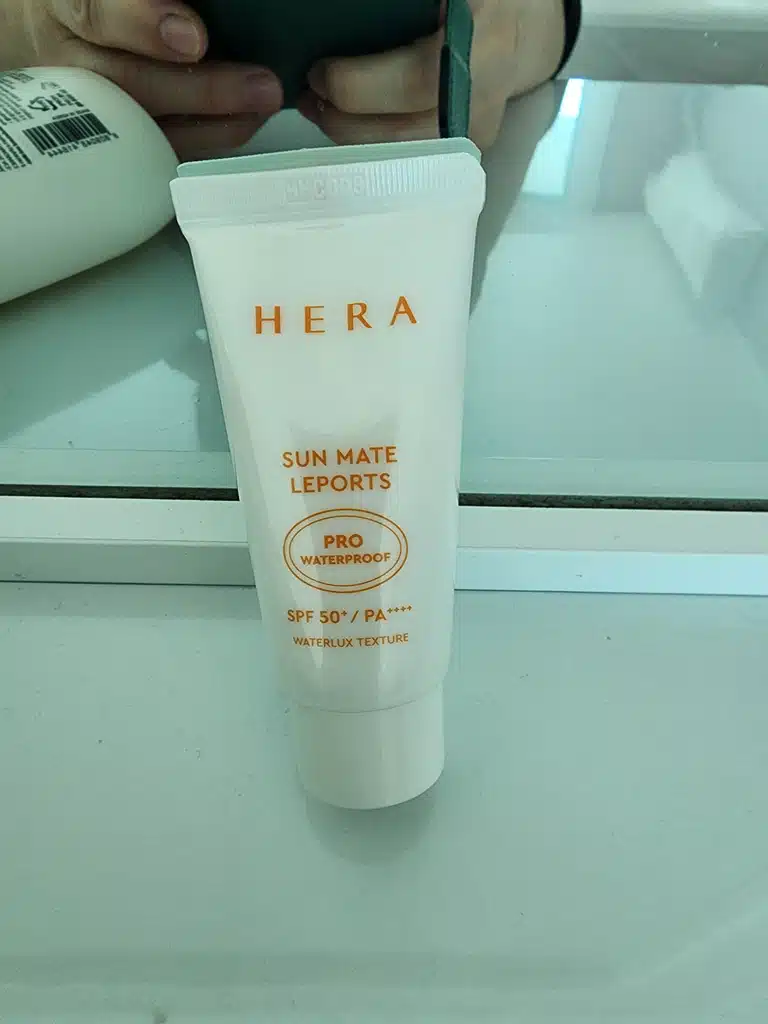 HERA
SUN MATE
LEPORTS
PRO
WATERPROOF
SPF 50+ / PA++++
WATERLUX TEXTURE